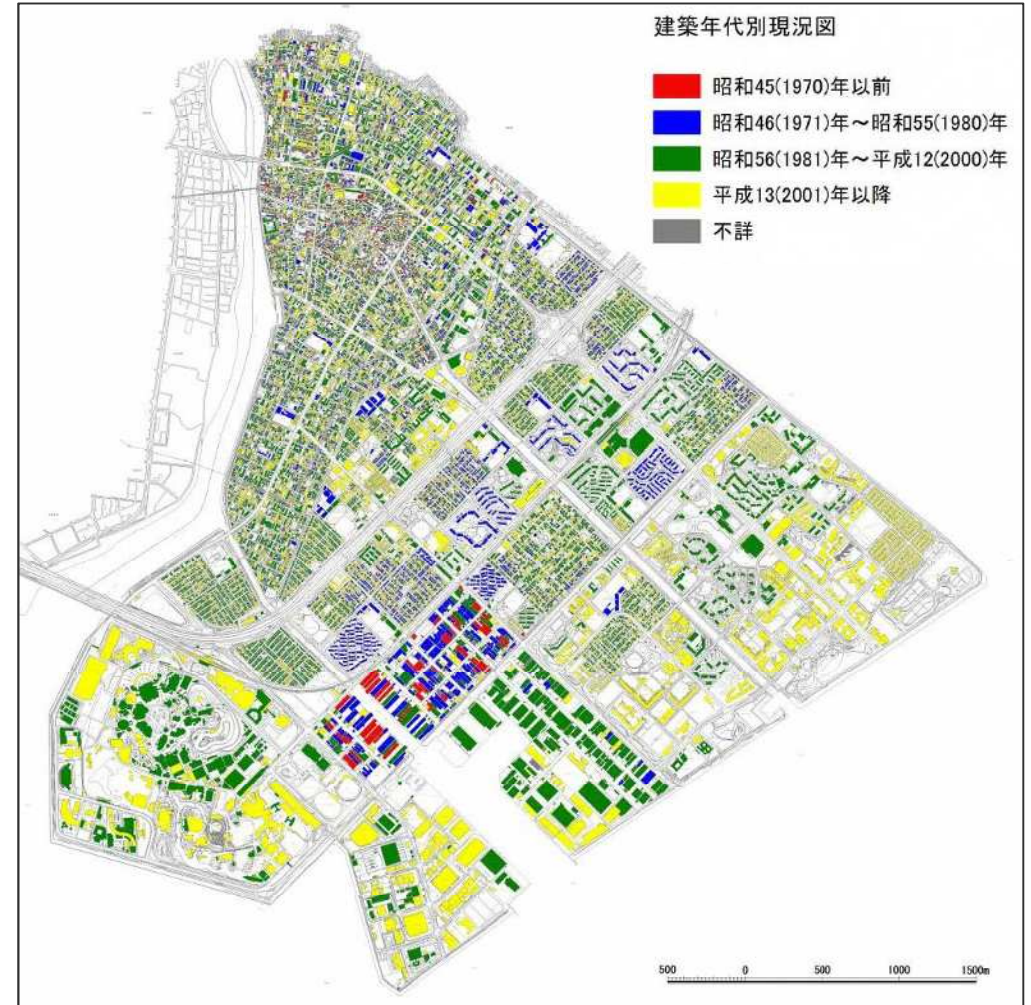 建築年代別現況図
昭和45(1970)年以前
昭和46(1971)年～昭和55(1980)年
昭和56(1981)年～平成12(2000)年
平成13(2001)年以降
不詳
500 0 500 1000 1500m